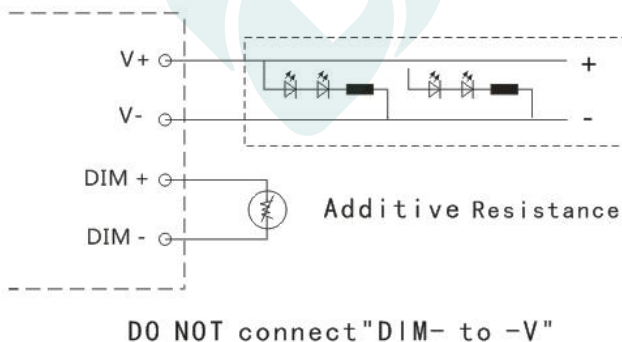 V+
+
V-
-
DIM +
Additive Resistance
DIM -
DO NOT connect"DIM- to -V"